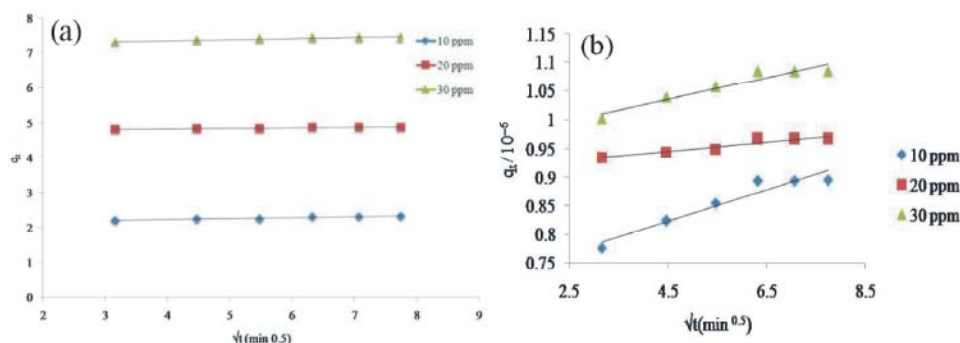 (a)
8
7
6
5
4
3
2
1
0
qt
2 3 4 5 6 7 8 9
√t(min 0.5)
10 ppm
20 ppm
30 ppm
(b)
1.15
1.1
1.05
1
0.95
0.9
0.85
0.8
0.75
qt / 10⁻⁶
2.5 4.5 6.5 8.5
√t(min 0.5)
10 ppm
20 ppm
30 ppm